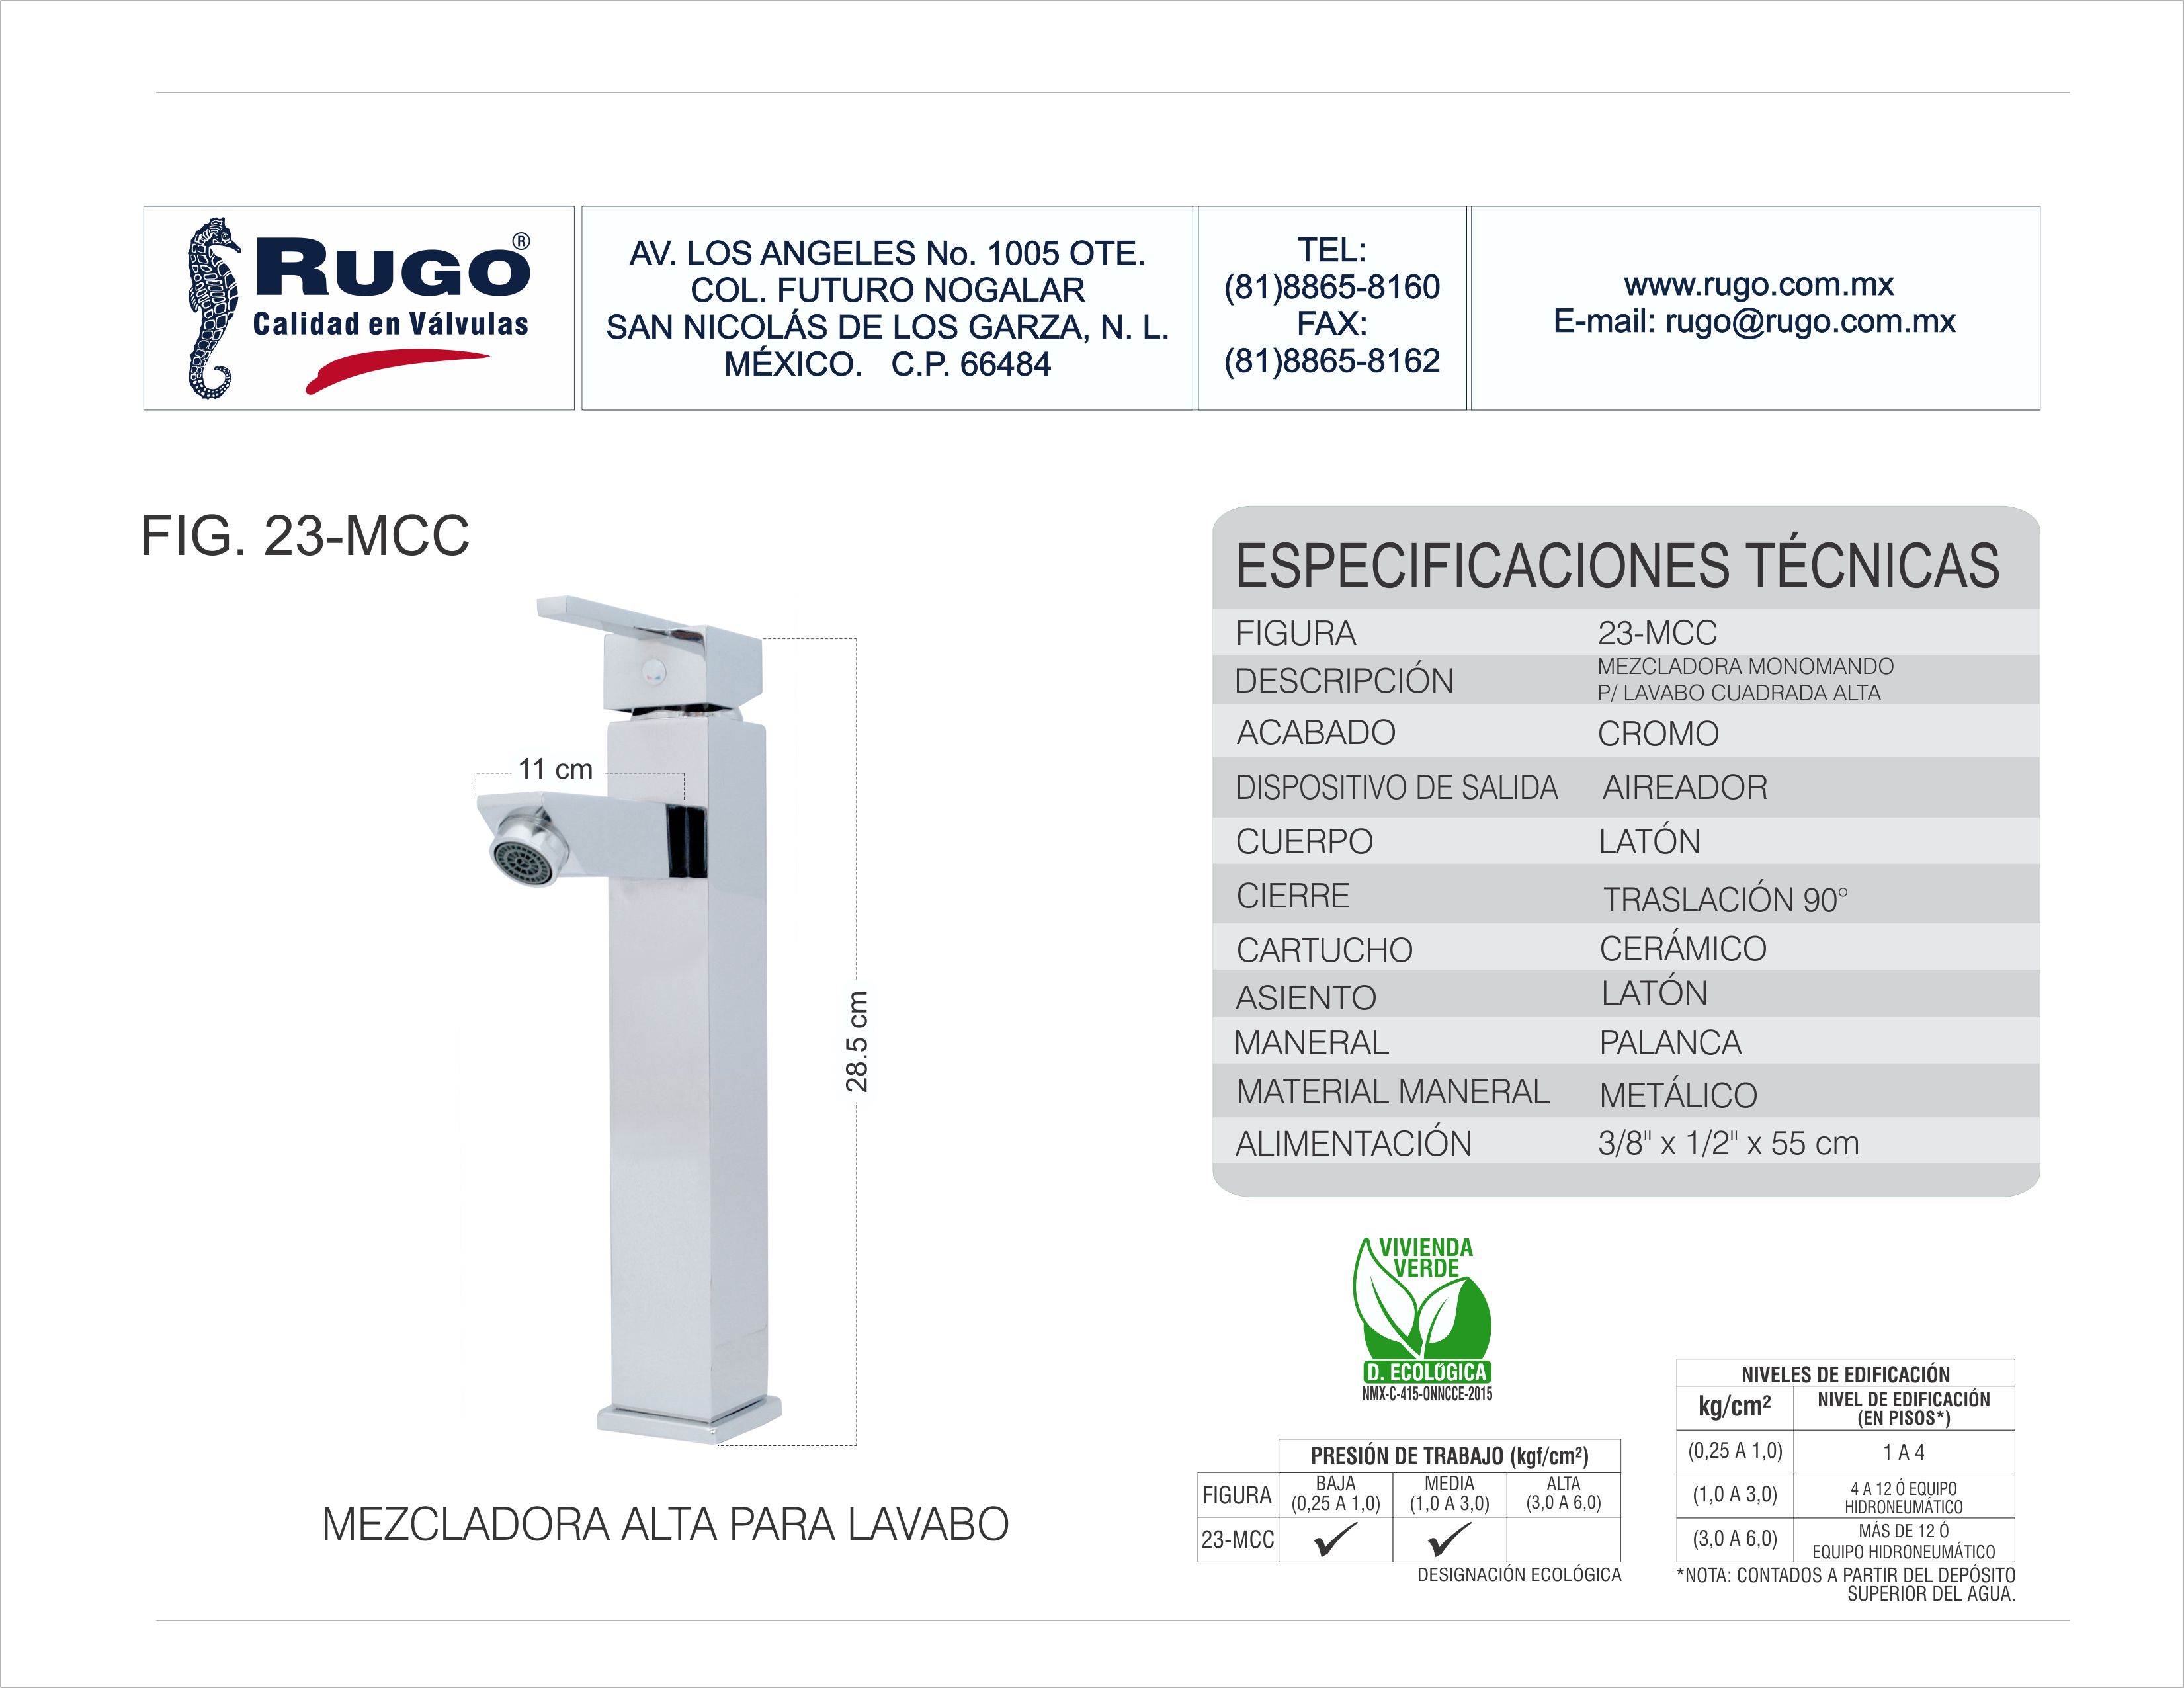 RUGO®
Calidad en Válvulas
AV. LOS ANGELES No. 1005 OTE.
COL. FUTURO NOGALAR
SAN NICOLÁS DE LOS GARZA, N. L.
MÉXICO. C.P. 66484
TEL:
(81)8865-8160
FAX:
(81)8865-8162
www.rugo.com.mx
E-mail: rugo@rugo.com.mx
FIG. 23-MCC
11 cm
28.5 cm
MEZCLADORA ALTA PARA LAVABO
ESPECIFICACIONES TÉCNICAS
FIGURA 23-MCC
DESCRIPCIÓN MEZCLADORA MONOMANDO
P/ LAVABO CUADRADA ALTA
ACABADO CROMO
DISPOSITIVO DE SALIDA AIREADOR
CUERPO LATÓN
CIERRE TRASLACIÓN 90°
CARTUCHO CERÁMICO
ASIENTO LATÓN
MANERAL PALANCA
MATERIAL MANERAL METÁLICO
ALIMENTACIÓN 3/8" x 1/2" x 55 cm
VIVIENDA
VERDE
D. ECOLÓGICA
NMX-C-415-ONNCCE-2015
PRESIÓN DE TRABAJO (kgf/cm²)
FIGURA BAJA (0,25 A 1,0) MEDIA (1,0 A 3,0) ALTA (3,0 A 6,0)
23-MCC ✓ ✓
DESIGNACIÓN ECOLÓGICA
NIVELES DE EDIFICACIÓN
kg/cm² NIVEL DE EDIFICACIÓN
(EN PISOS*)
(0,25 A 1,0) 1 A 4
(1,0 A 3,0) 4 A 12 Ó EQUIPO
HIDRONEUMÁTICO
(3,0 A 6,0) MÁS DE 12 Ó
EQUIPO HIDRONEUMÁTICO
*NOTA: CONTADOS A PARTIR DEL DEPÓSITO
SUPERIOR DEL AGUA.